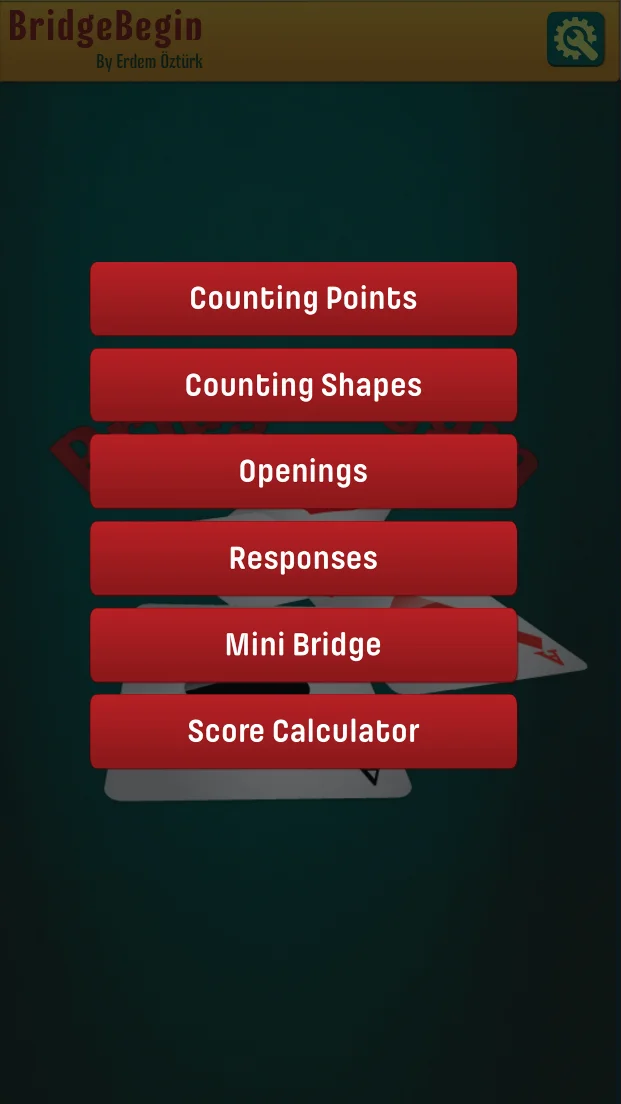 BridgeBegin
By Erdem Öztürk
Counting Points
Counting Shapes
Openings
Responses
Mini Bridge
Score Calculator
A
A